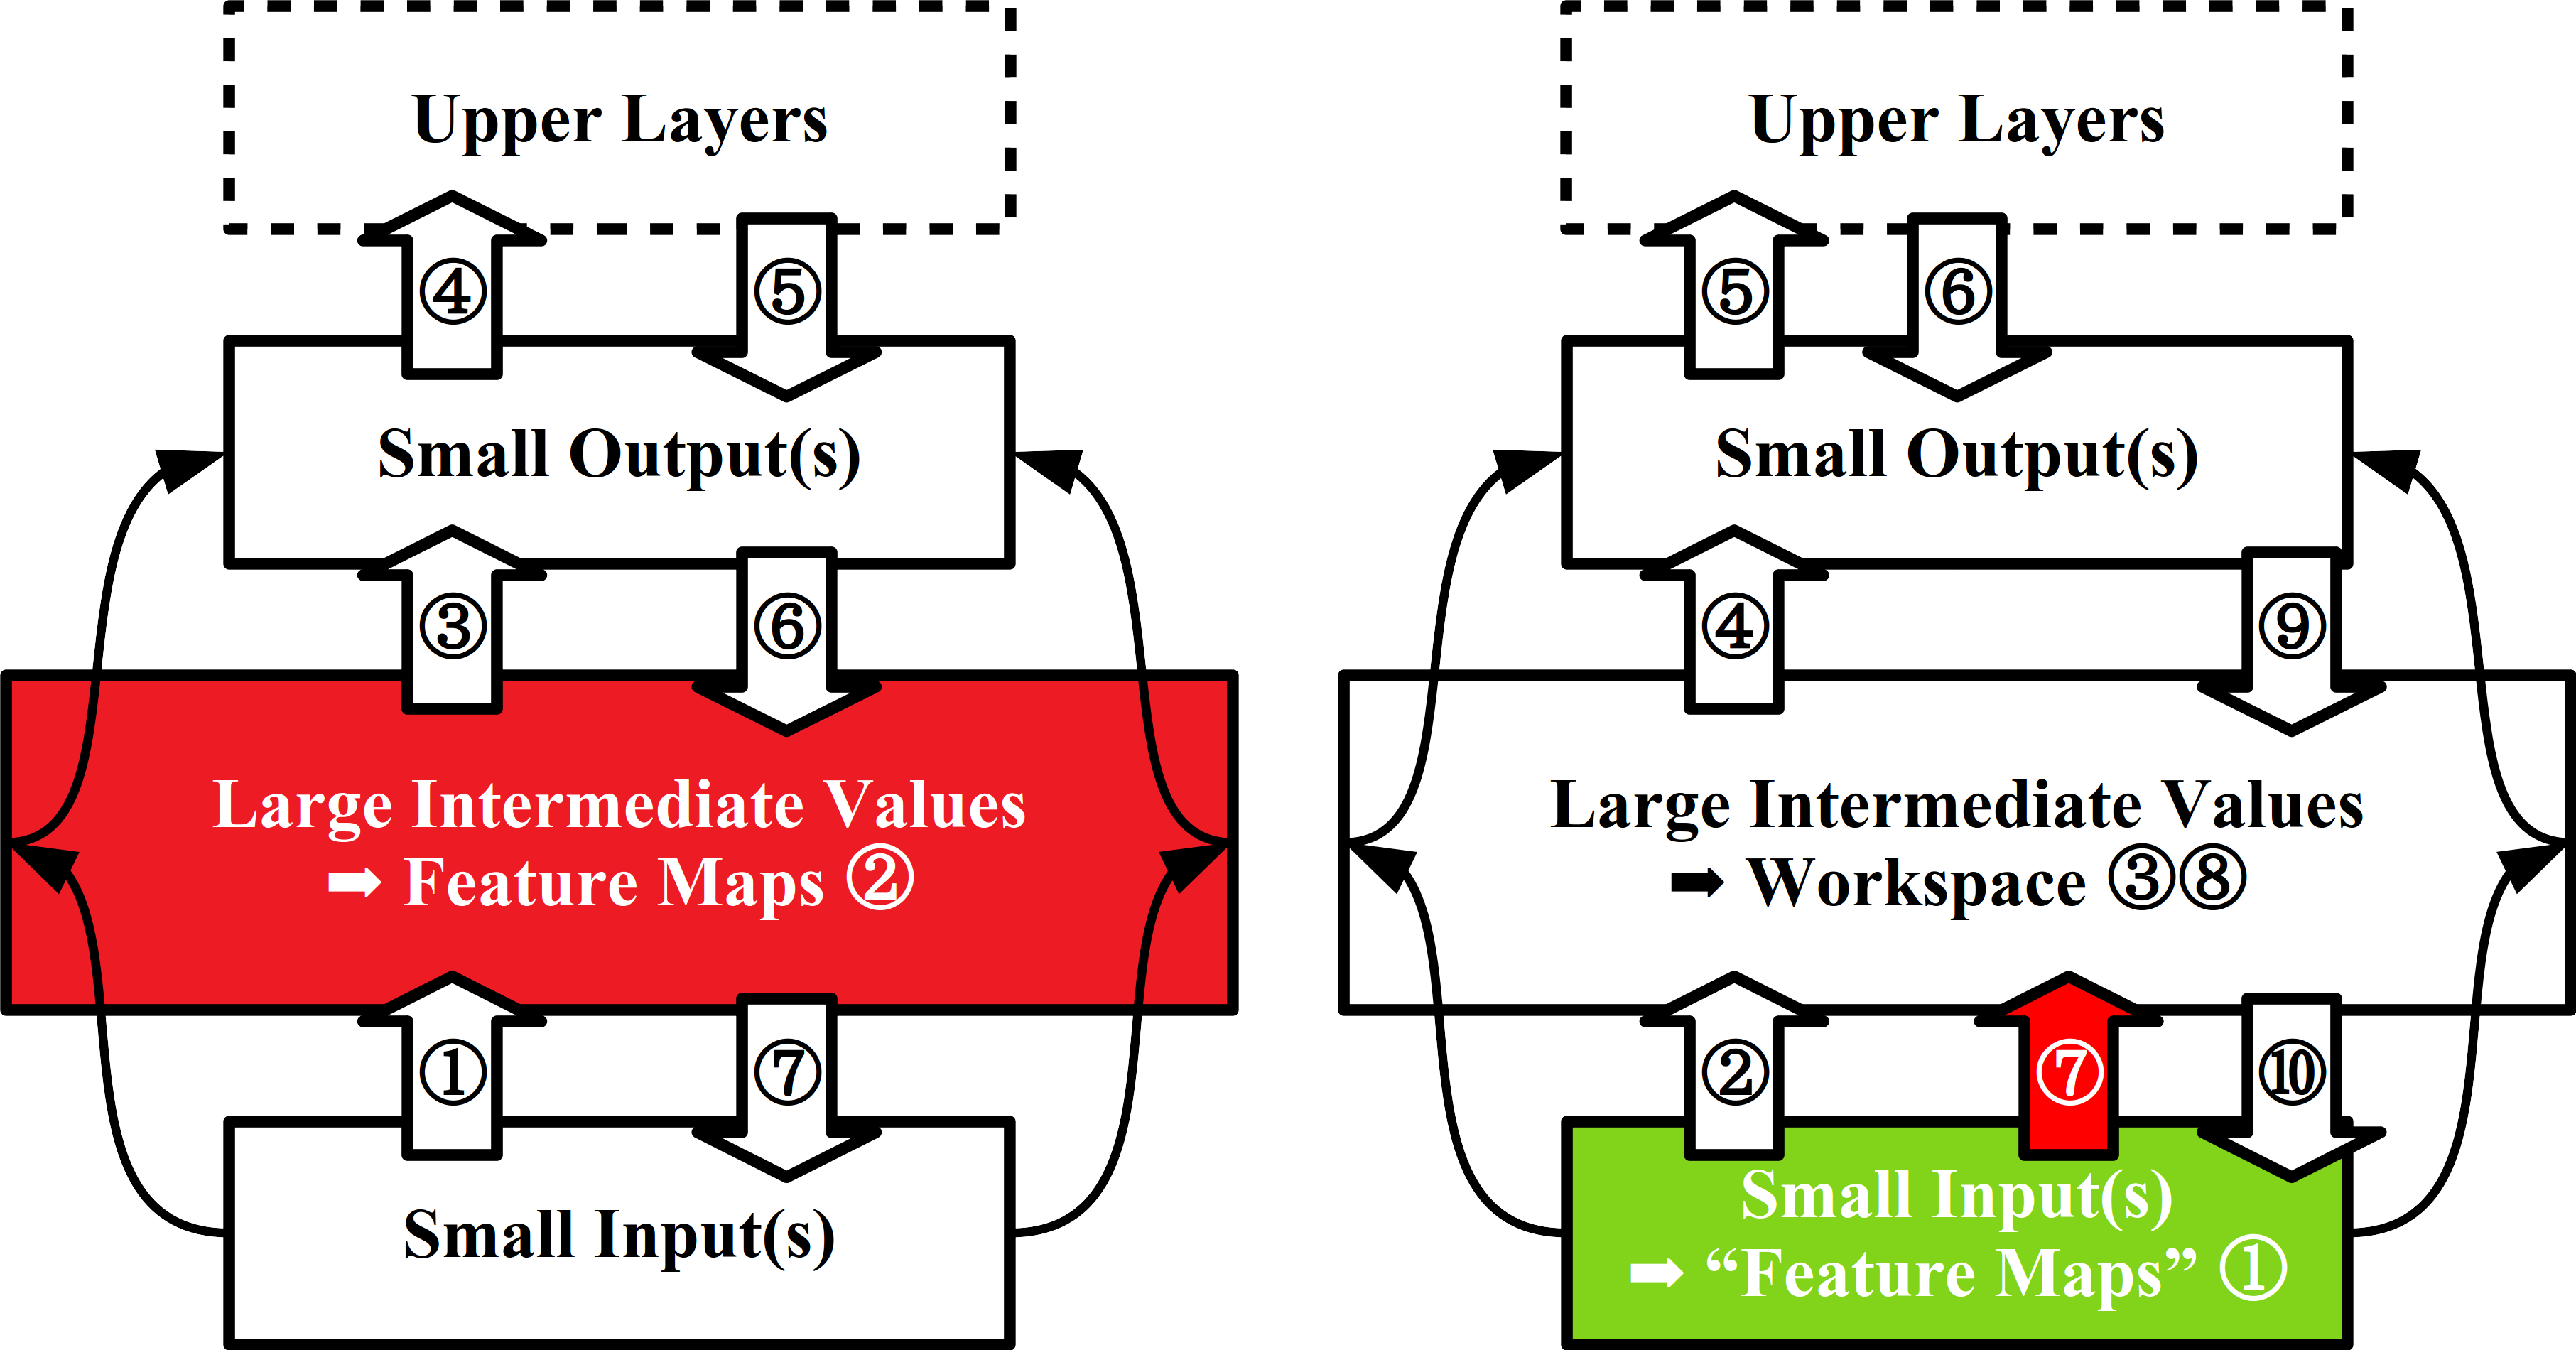 Upper Layers
④ ⑤
Small Output(s)
③ ⑥
Large Intermediate Values
➡ Feature Maps ②
① ⑦
Small Input(s)
Upper Layers
⑤ ⑥
Small Output(s)
④ ⑨
Large Intermediate Values
➡ Workspace ③⑧
② ⑦ ⑩
Small Input(s)
➡ “Feature Maps” ①